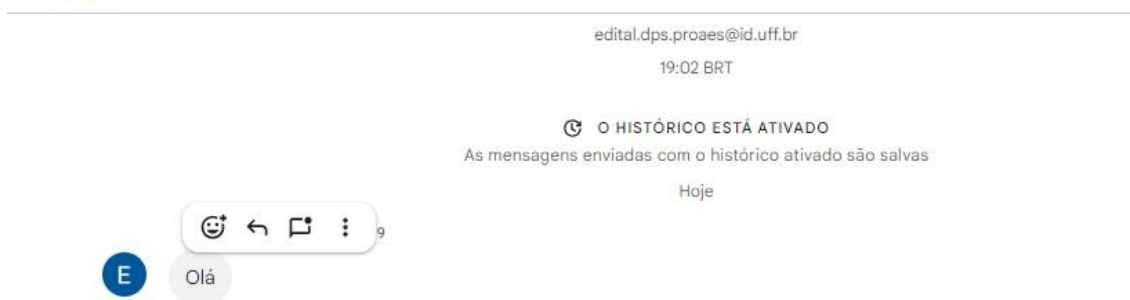 edital.dps.proaes@id.uff.br
19:02 BRT
O HISTÓRICO ESTÁ ATIVADO
As mensagens enviadas com o histórico ativado são salvas
Hoje
9
E
Olá